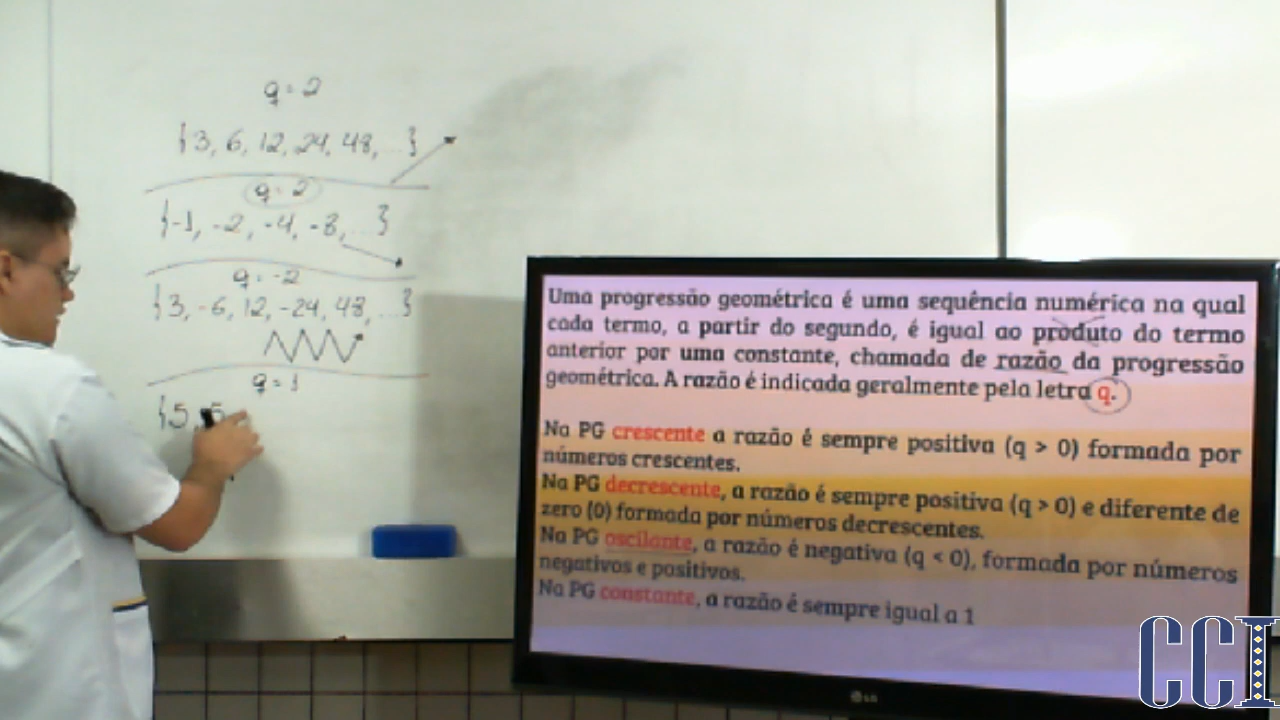 q = 2
{3, 6, 12, 24, 48, ...}
q = 2
{-1, -2, -4, -8, ...}
q = -2
{3, -6, 12, -24, 48, ...}
q = 1
{5, 5
Uma progressão geométrica é uma sequência numérica na qual
cada termo, a partir do segundo, é igual ao produto do termo
anterior por uma constante, chamada de razão da progressão
geométrica. A razão é indicada geralmente pela letra q.
Na PG crescente a razão é sempre positiva (q > 0) formada por
números crescentes.
Na PG decrescente, a razão é sempre positiva (q > 0) e diferente de
zero (0) formada por números decrescentes.
Na PG oscilante, a razão é negativa (q < 0), formada por números
negativos e positivos.
Na PG constante, a razão é sempre igual a 1
LG
CCI